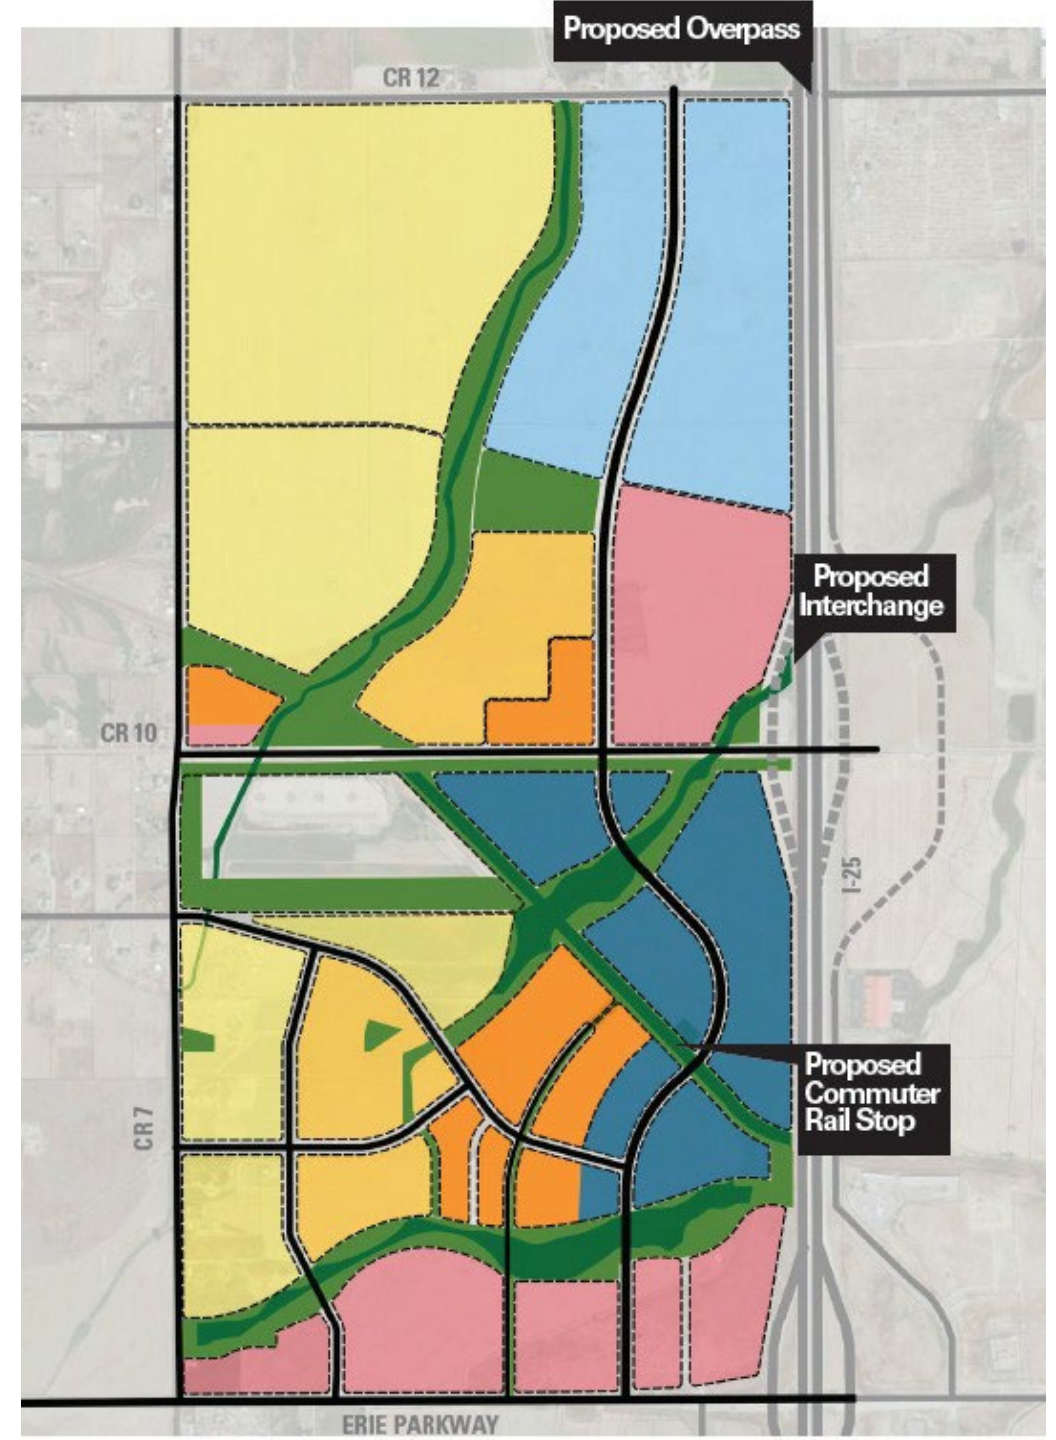 Proposed Overpass
CR 12
Proposed
Interchange
CR 10
I-25
Proposed
Commuter
Rail Stop
CR 7
ERIE PARKWAY